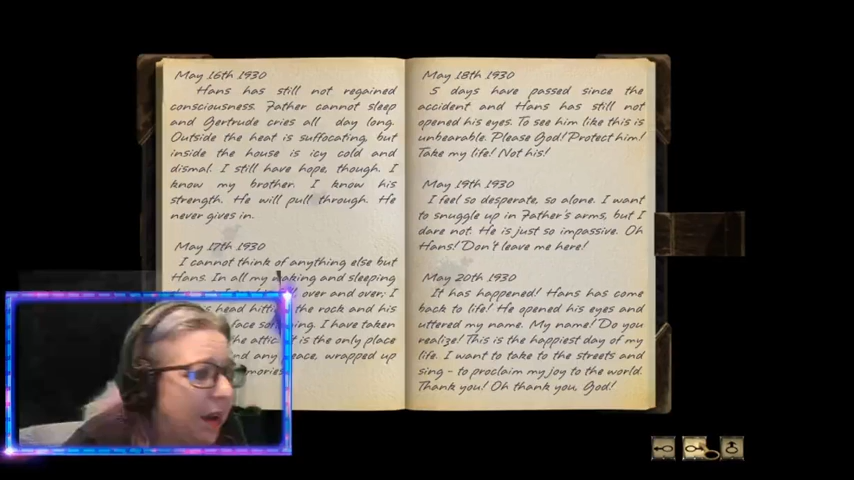 May 16th 1930
Hans has still not regained
consciousness. Father cannot sleep
and Gertrude cries all day long.
Outside the heat is suffocating, but
inside the house is icy cold and
dismal. I still have hope, though. I
know my brother. I know his
strength. He will pull through. He
never gives in.
May 17th 1930
I cannot think of anything else but
Hans. In all my waking and sleeping
over and over; I
head hitting the rock and his
face I have taken
the attic. It is the only place
any peace, wrapped up
May 18th 1930
5 days have passed since the
accident and Hans has still not
opened his eyes. To see him like this is
unbearable. Please God! Protect him!
Take my life! Not his!
May 19th 1930
I feel so desperate, so alone. I want
to snuggle up in Father's arms, but I
dare not. He is just so impassive. Oh
Hans! Don't leave me here!
May 20th 1930
It has happened! Hans has come
back to life! He opened his eyes and
uttered my name. My name! Do you
realize! This is the happiest day of my
life. I want to take to the streets and
sing - to proclaim my joy to the world.
Thank you! Oh thank you, God!